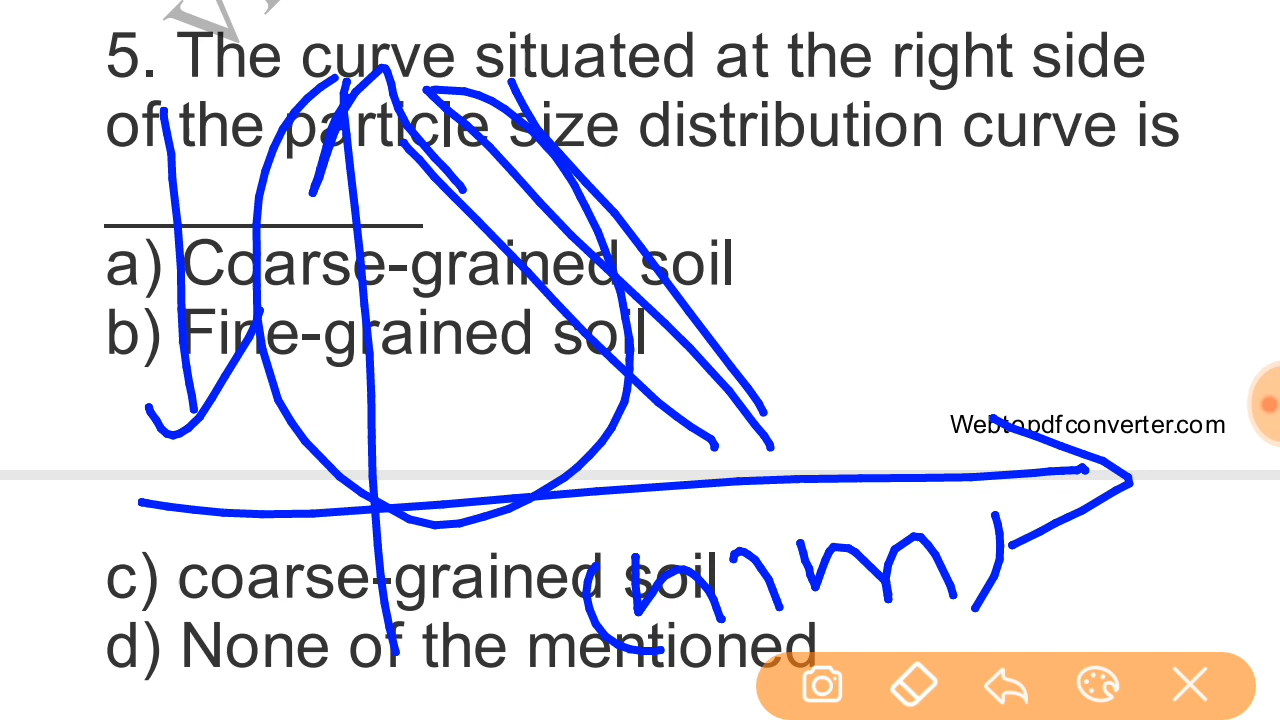 5. The curve situated at the right side
of the particle size distribution curve is
__________
a) Coarse-grained soil
b) Fine-grained soil
Webtopdfconverter.com
c) coarse-grained soil
d) None of the mentioned
(mm)